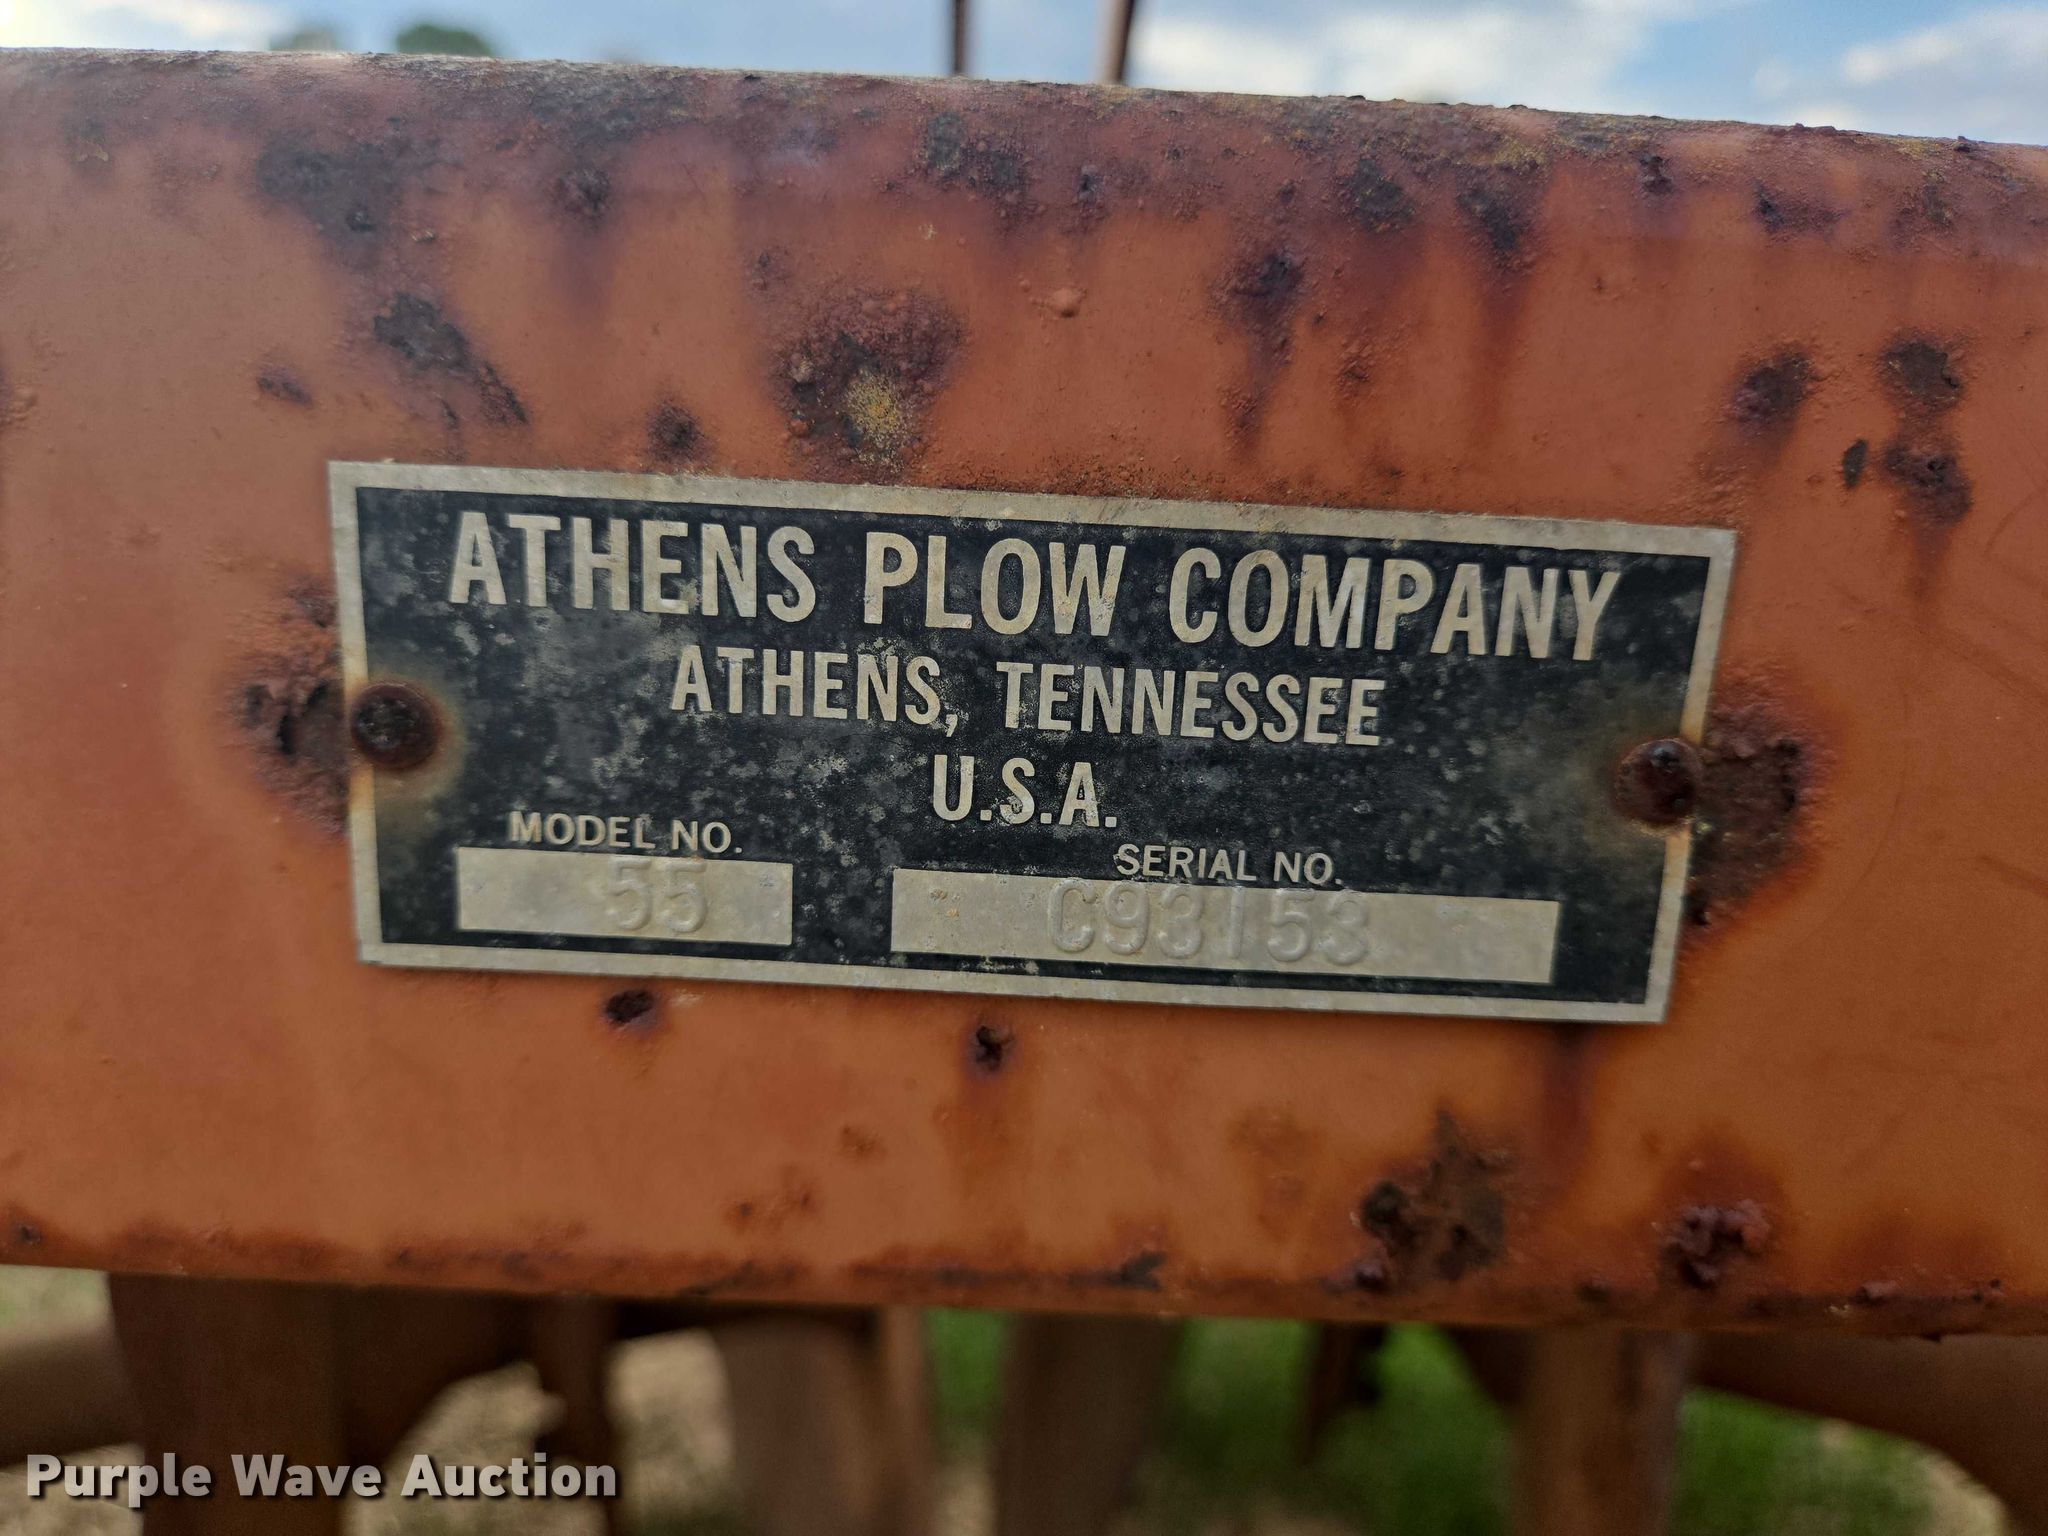 ATHENS PLOW COMPANY
ATHENS, TENNESSEE
U.S.A.
MODEL NO.
55
SERIAL NO.
C93153
Purple Wave Auction